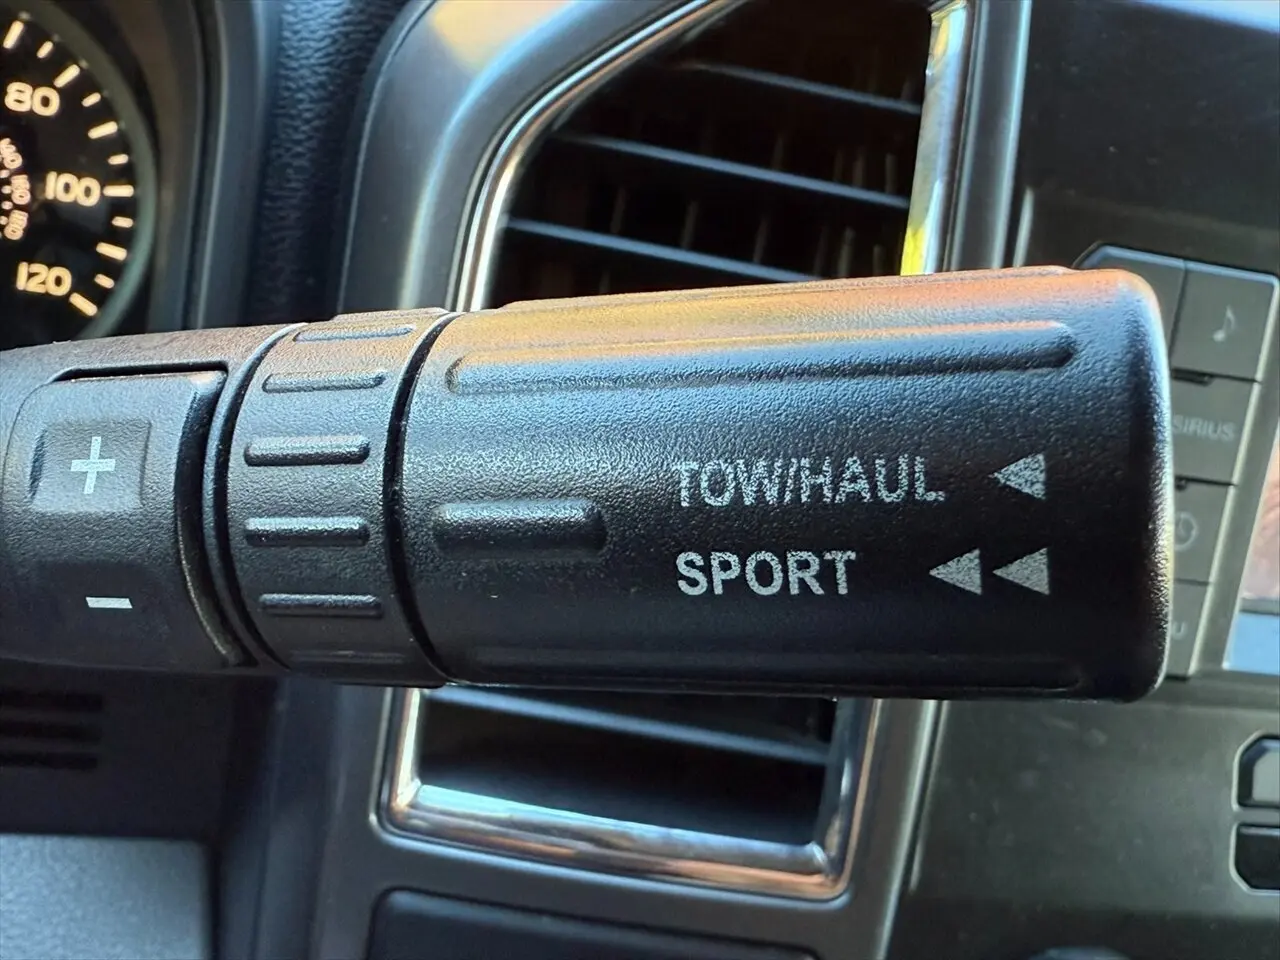 80
100
120
+
TOW/HAUL ◀
SPORT ◀◀
−
SIRIUS